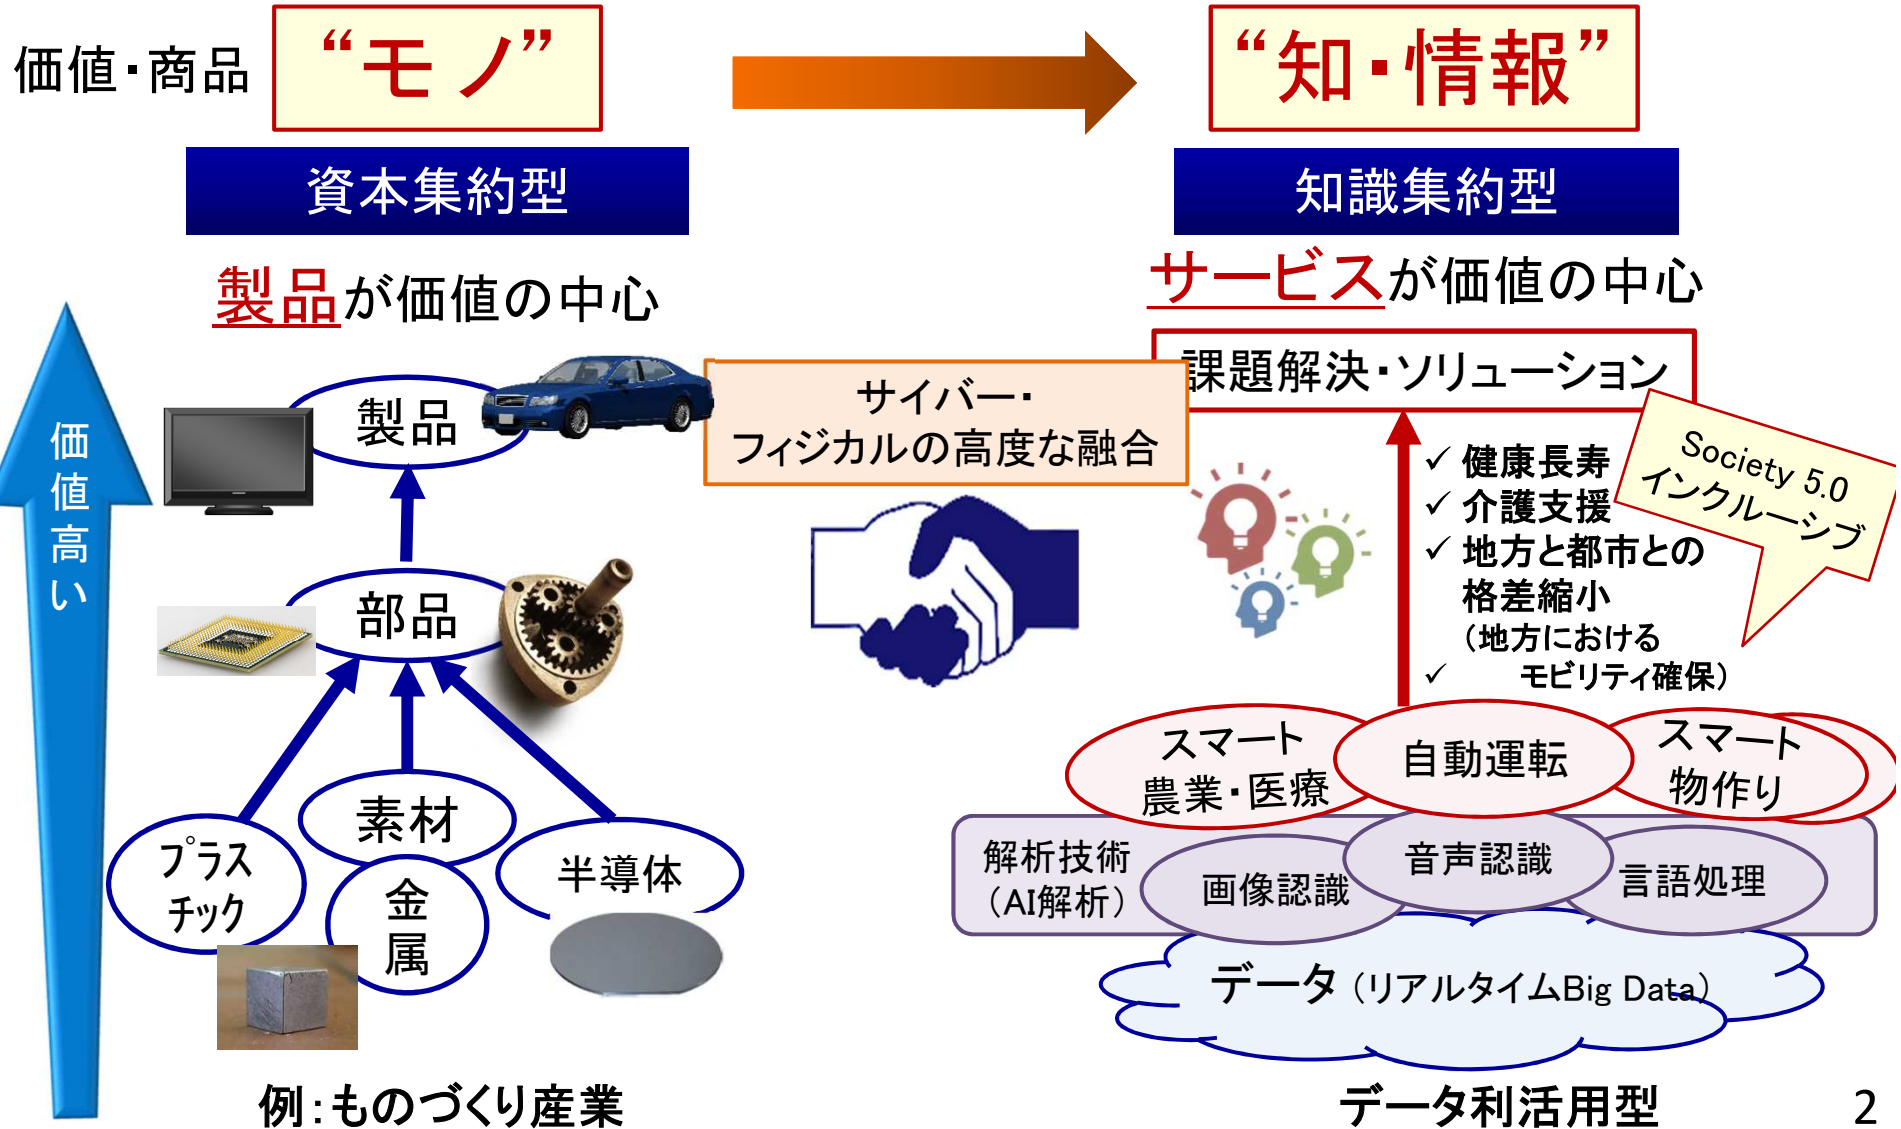 価値・商品
“モノ”
“知・情報”
資本集約型
知識集約型
製品が価値の中心
サービスが価値の中心
価値高い
製品
部品
素材
プラス
チック
金
属
半導体
例：ものづくり産業
サイバー・
フィジカルの高度な融合
課題解決・ソリューション
Society 5.0
インクルーシブ
✓ 健康長寿
✓ 介護支援
✓ 地方と都市との
格差縮小
（地方における
✓ モビリティ確保）
スマート
農業・医療
自動運転
スマート
物作り
解析技術
（AI解析）
画像認識
音声認識
言語処理
データ（リアルタイムBig Data）
データ利活用型
2